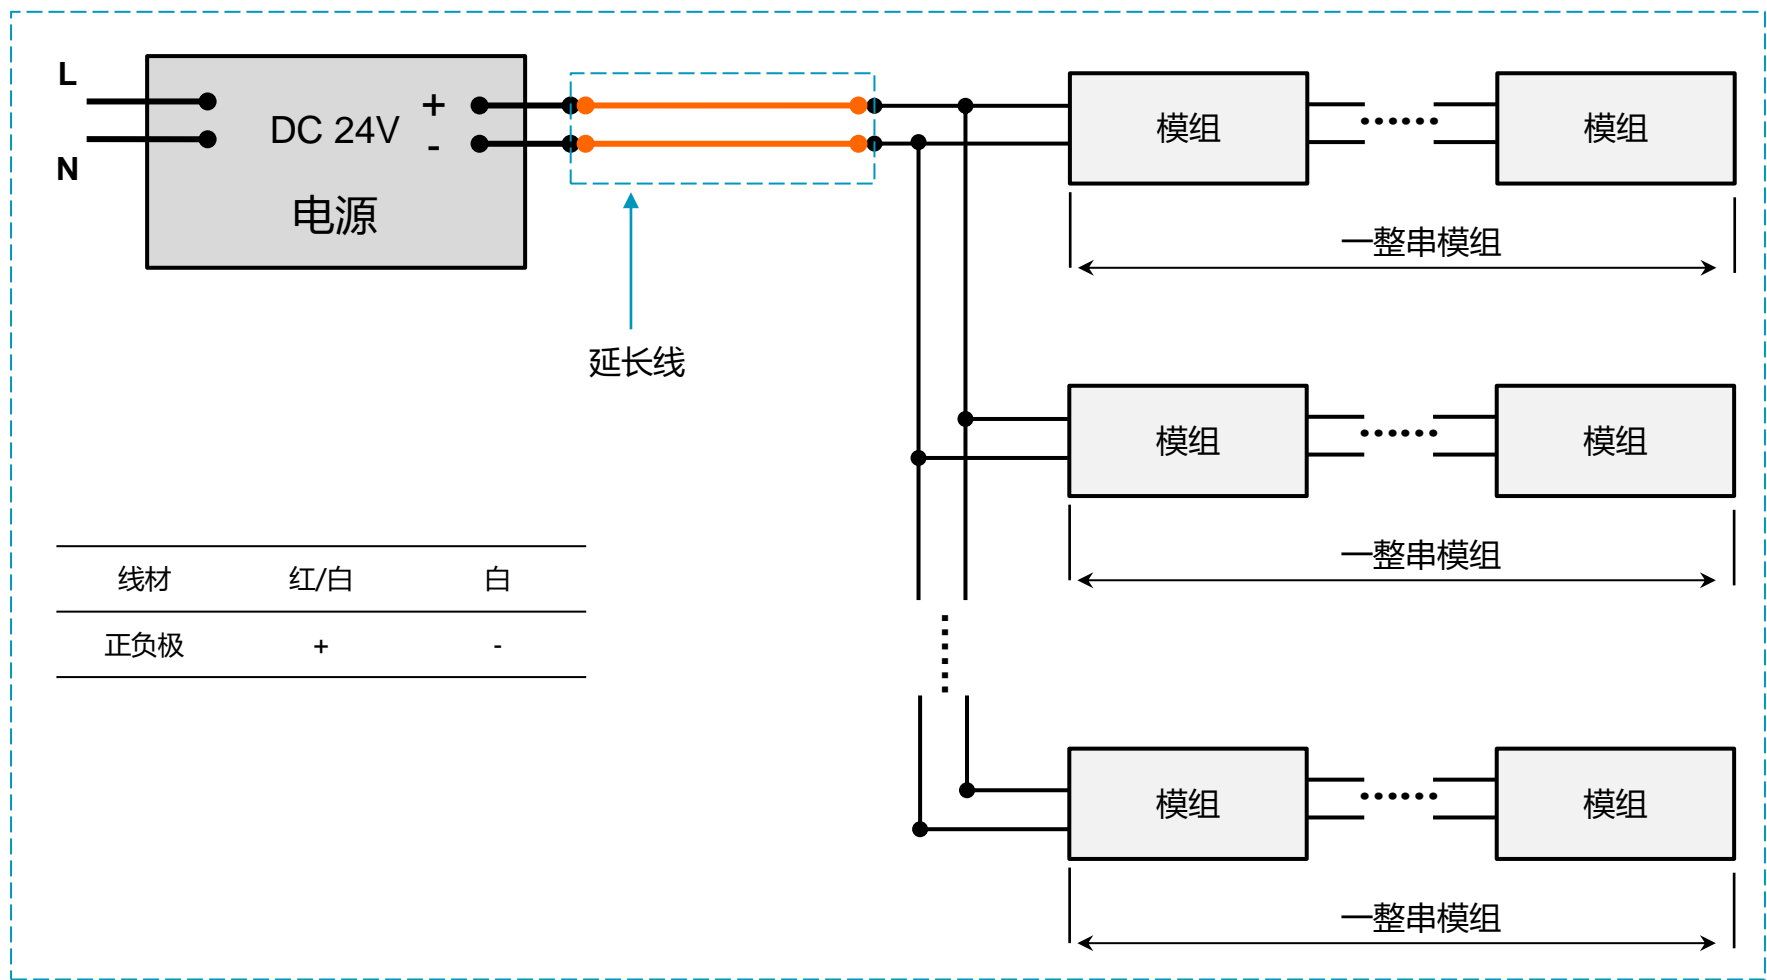 L
N
DC 24V
+
-
电源
延长线
模组
模组
一整串模组
模组
模组
一整串模组
线材 红/白 白
正负极 + -
模组
模组
一整串模组